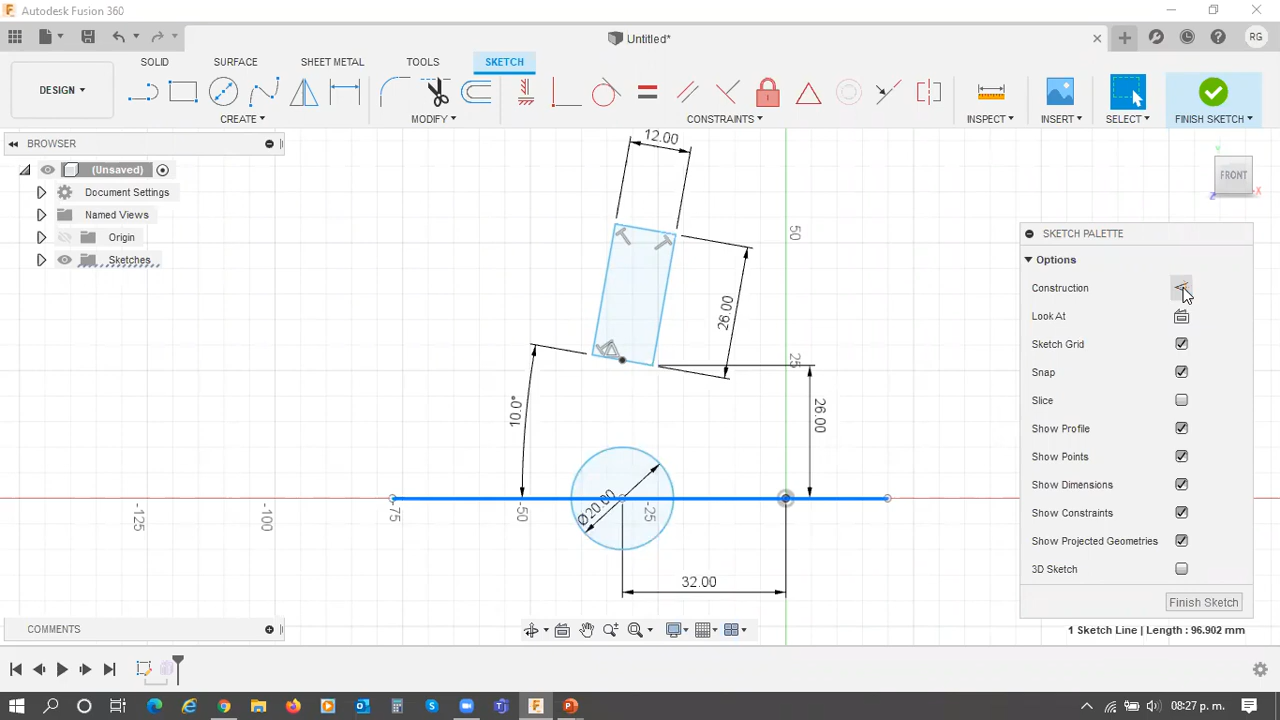 Autodesk Fusion 360
Untitled*
RG
SOLID SURFACE SHEET METAL TOOLS SKETCH
DESIGN
CREATE MODIFY CONSTRAINTS INSPECT INSERT SELECT FINISH SKETCH
BROWSER
(Unsaved)
Document Settings
Named Views
Origin
Sketches
12.00
26.00
10.0°
26.00
Ø20.00
32.00
50
25
-125
-100
-75
-50
-25
Y
FRONT
X
Z
SKETCH PALETTE
Options
Construction
Look At
Sketch Grid
Snap
Slice
Show Profile
Show Points
Show Dimensions
Show Constraints
Show Projected Geometries
3D Sketch
Finish Sketch
COMMENTS
1 Sketch Line | Length : 96.902 mm
08:27 p. m.